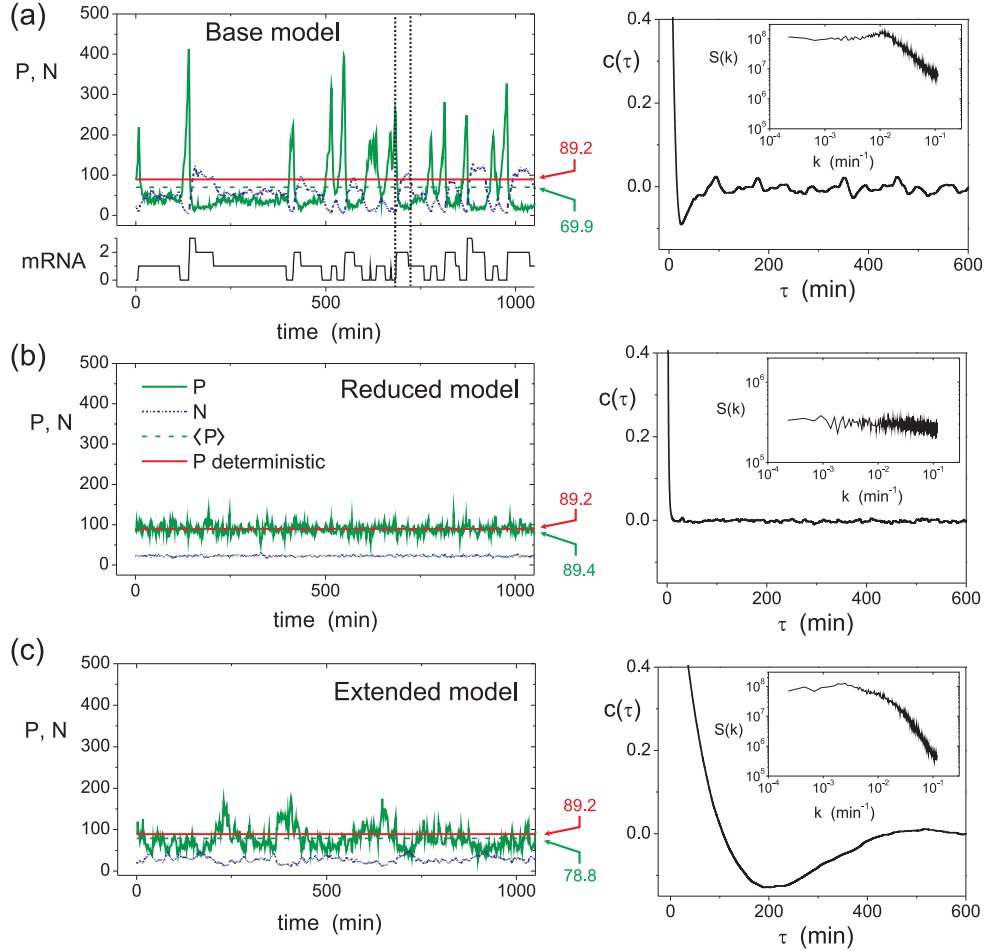 (a)
Base model
P, N
500
400
300
200
100
0
89.2
69.9
mRNA
2
0
0
500
1000
time (min)
c(τ)
0.4
0.2
0.0
0
200
400
600
τ (min)
S(k)
10^8
10^7
10^6
10^5
10^-4
10^-3
10^-2
10^-1
k (min^-1)
(b)
Reduced model
P, N
500
400
300
200
100
0
P
N
⟨P⟩
P deterministic
89.2
89.4
0
500
1000
time (min)
c(τ)
0.4
0.2
0.0
0
200
400
600
τ (min)
S(k)
10^6
10^5
10^-4
10^-3
10^-2
10^-1
k (min^-1)
(c)
Extended model
P, N
500
400
300
200
100
0
89.2
78.8
0
500
1000
time (min)
c(τ)
0.4
0.2
0.0
0
200
400
600
τ (min)
S(k)
10^8
10^7
10^6
10^5
10^-4
10^-3
10^-2
10^-1
k (min^-1)